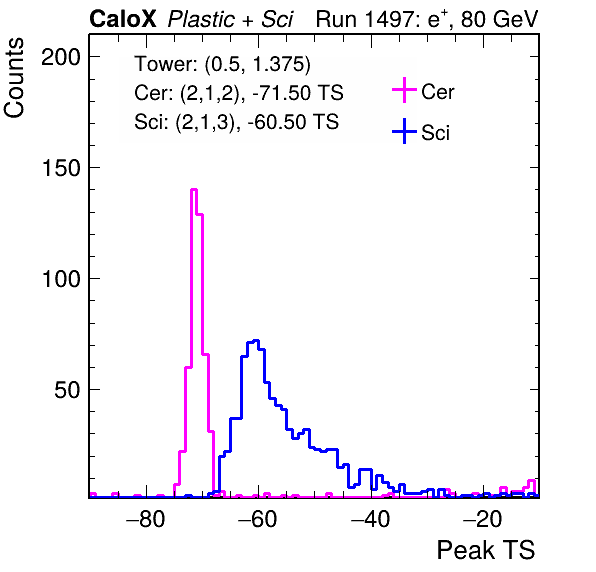 CaloX Plastic + Sci Run 1497: e⁺, 80 GeV
Counts
200
150
100
50
Tower: (0.5, 1.375)
Cer: (2,1,2), -71.50 TS
Sci: (2,1,3), -60.50 TS
Cer
Sci
−80 −60 −40 −20
Peak TS